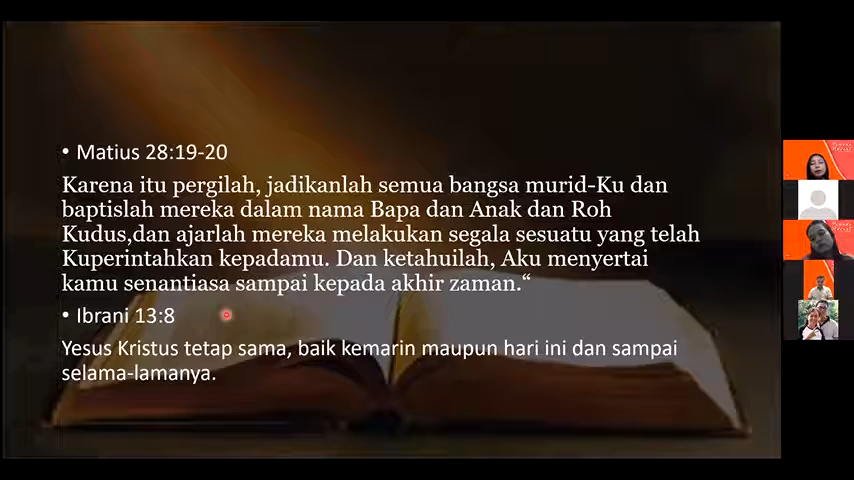 • Matius 28:19-20
Karena itu pergilah, jadikanlah semua bangsa murid-Ku dan
baptislah mereka dalam nama Bapa dan Anak dan Roh
Kudus,dan ajarlah mereka melakukan segala sesuatu yang telah
Kuperintahkan kepadamu. Dan ketahuilah, Aku menyertai
kamu senantiasa sampai kepada akhir zaman.“
• Ibrani 13:8
Yesus Kristus tetap sama, baik kemarin maupun hari ini dan sampai
selama-lamanya.